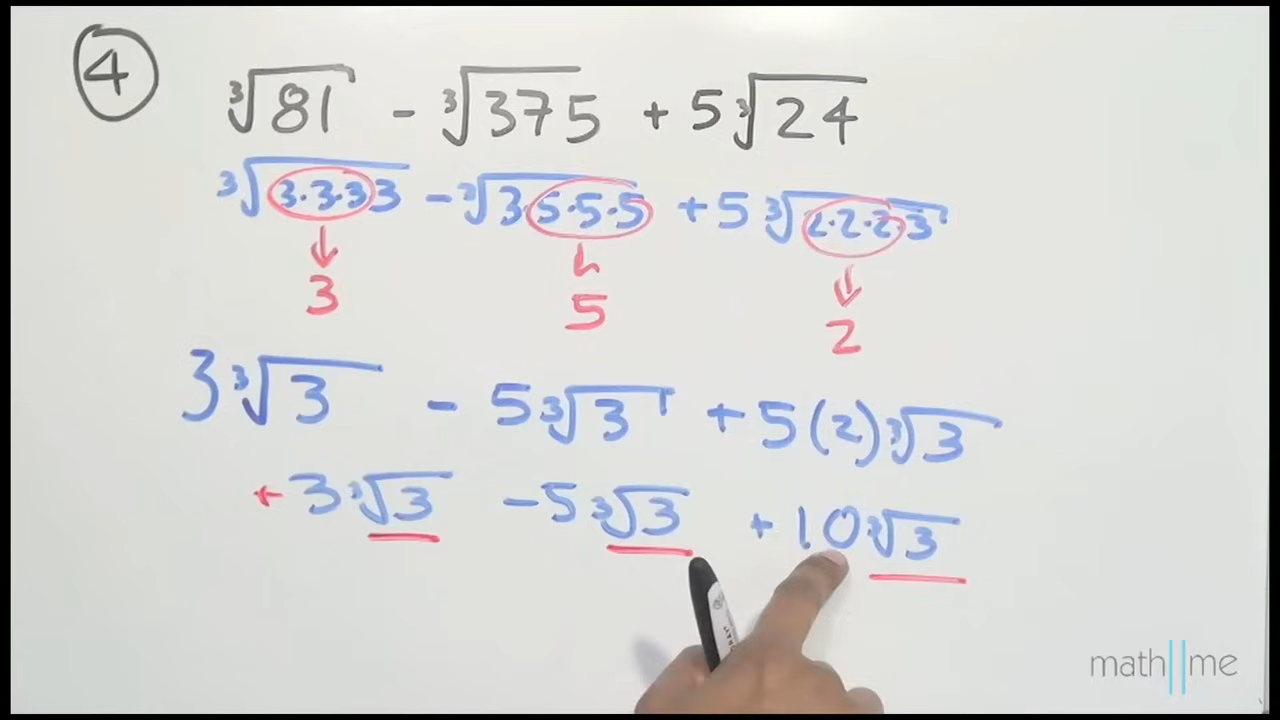 4
∛81 - ∛375 + 5∛24
∛3·3·3·3 - ∛3·5·5·5 + 5∛2·2·2·3
3 5 2
3∛3 - 5∛3 + 5(2)∛3
+3∛3 - 5∛3 + 10∛3
math||me